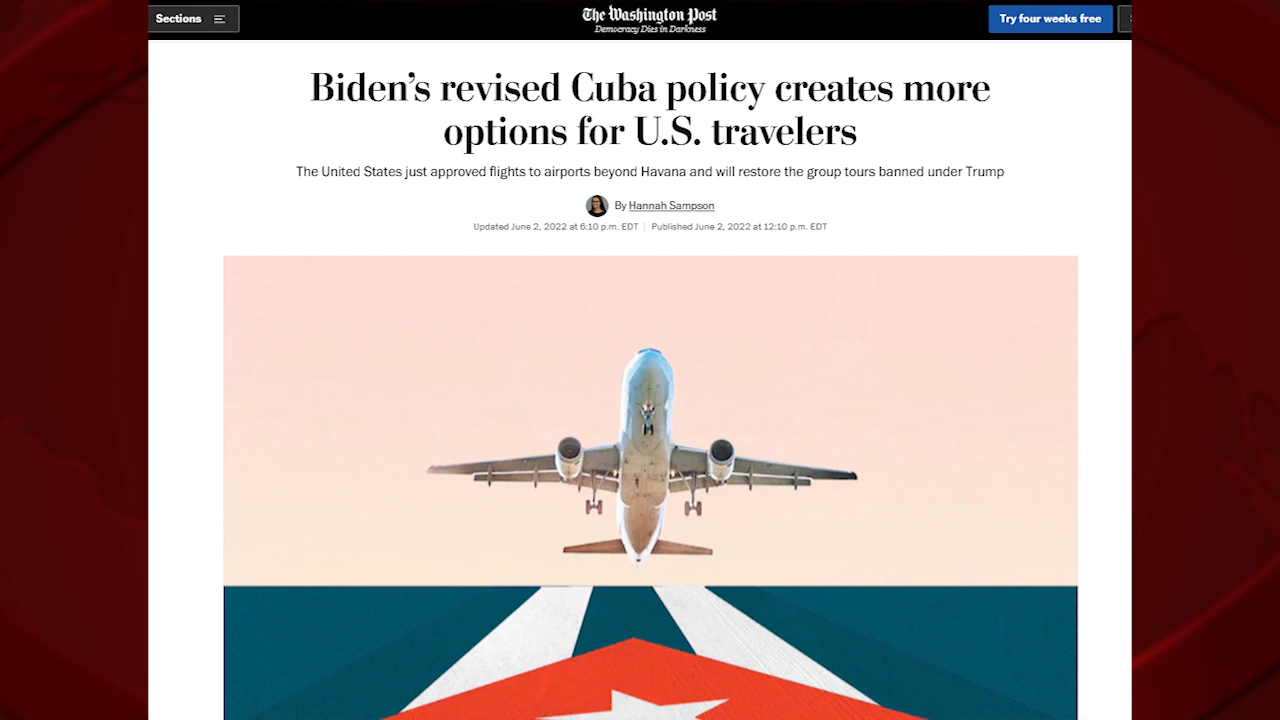 Sections
The Washington Post
Democracy Dies in Darkness
Try four weeks free
Biden's revised Cuba policy creates more
options for U.S. travelers
The United States just approved flights to airports beyond Havana and will restore the group tours banned under Trump
By Hannah Sampson
Updated June 2, 2022 at 6:10 p.m. EDT | Published June 2, 2022 at 12:10 p.m. EDT